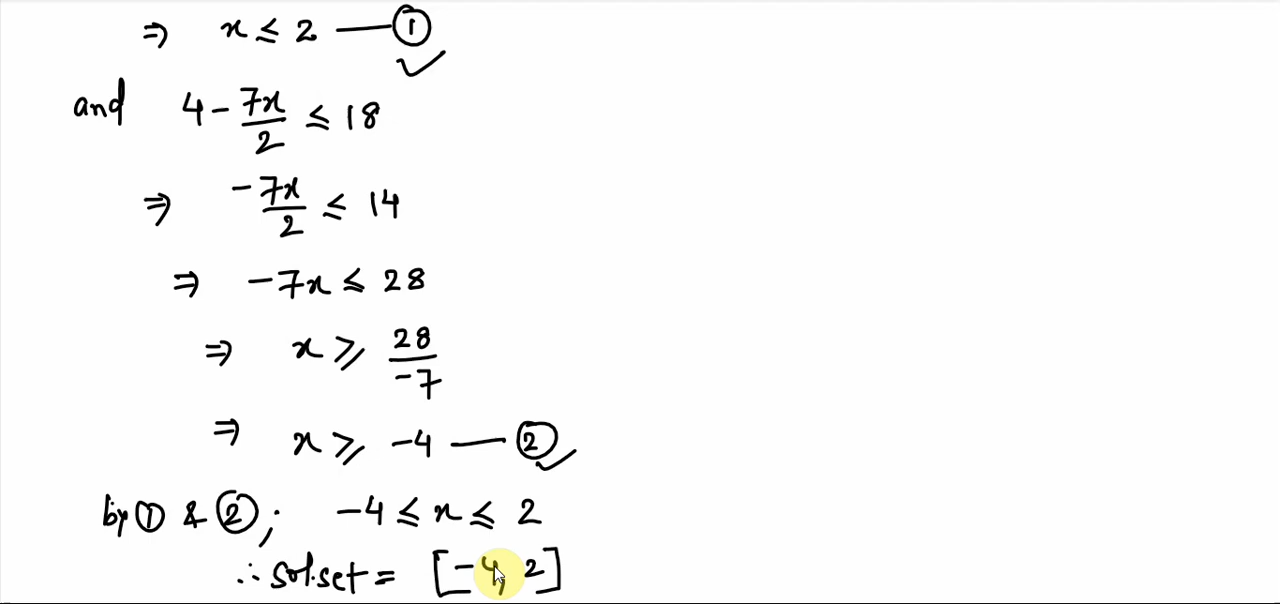 ⇒ x ≤ 2 — ①
and 4 - 7x/2 ≤ 18
⇒ -7x/2 ≤ 14
⇒ -7x ≤ 28
⇒ x ≥ 28/-7
⇒ x ≥ -4 — ②
by ① & ②; -4 ≤ x ≤ 2
∴ Sol.set = [-4, 2]